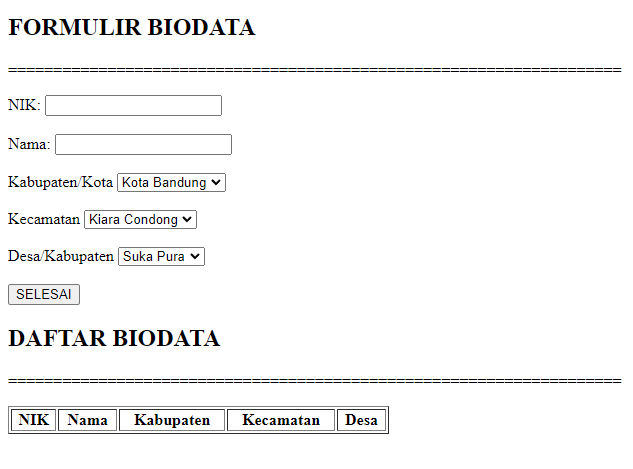 FORMULIR BIODATA
====================================================================
NIK:
Nama:
Kabupaten/Kota Kota Bandung
Kecamatan Kiara Condong
Desa/Kabupaten Suka Pura
SELESAI
DAFTAR BIODATA
====================================================================
NIK Nama Kabupaten Kecamatan Desa